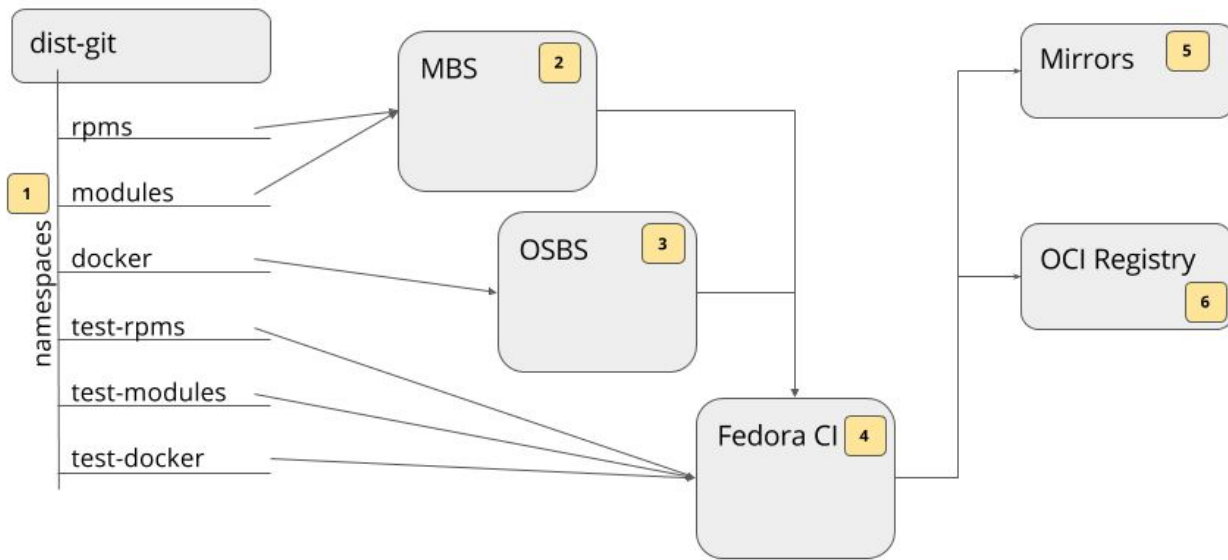 dist-git
rpms
1
modules
namespaces
docker
test-rpms
test-modules
test-docker
MBS
2
OSBS
3
Fedora CI
4
Mirrors
5
OCI Registry
6